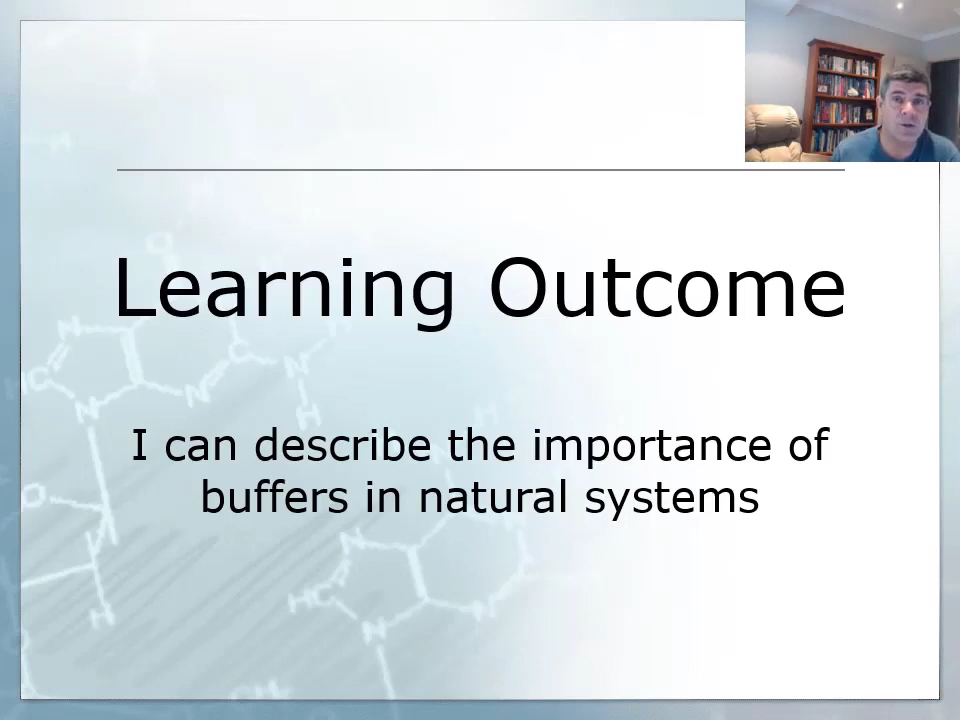 Learning Outcome
I can describe the importance of
buffers in natural systems